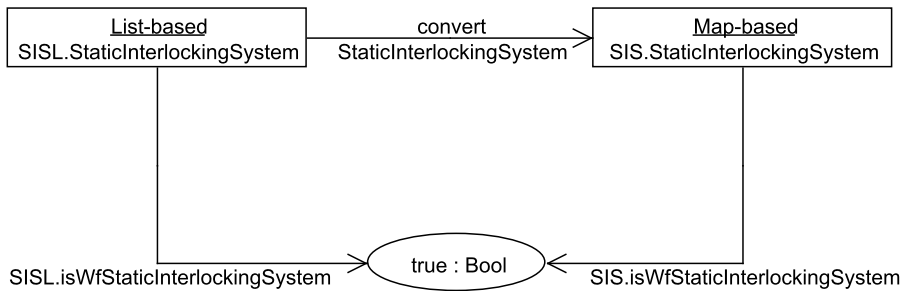 List-based
SISL.StaticInterlockingSystem
convert
StaticInterlockingSystem
Map-based
SIS.StaticInterlockingSystem
true : Bool
SISL.isWfStaticInterlockingSystem
SIS.isWfStaticInterlockingSystem